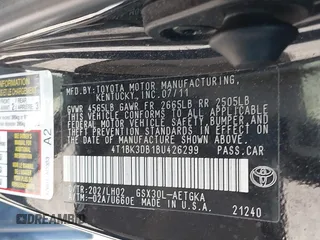 MFD. BY:
TOYOTA MOTOR MANUFACTURING,
KENTUCKY, INC. 07/11
GVWR 4565LB GAWR FR 2665LB RR 2505LB
THIS VEHICLE CONFORMS TO ALL APPLICABLE
FEDERAL MOTOR VEHICLE SAFETY, BUMPER, AND
THEFT PREVENTION STANDARDS IN EFFECT ON
THE DATE OF MANUFACTURE SHOWN ABOVE.
4T1BK3DB1BU426299 PASS. CAR
C/TR:202/LH02 GSX30L-AETGKA
A/TM:-02A/U660E MADE IN U.S.A.
21240
A2